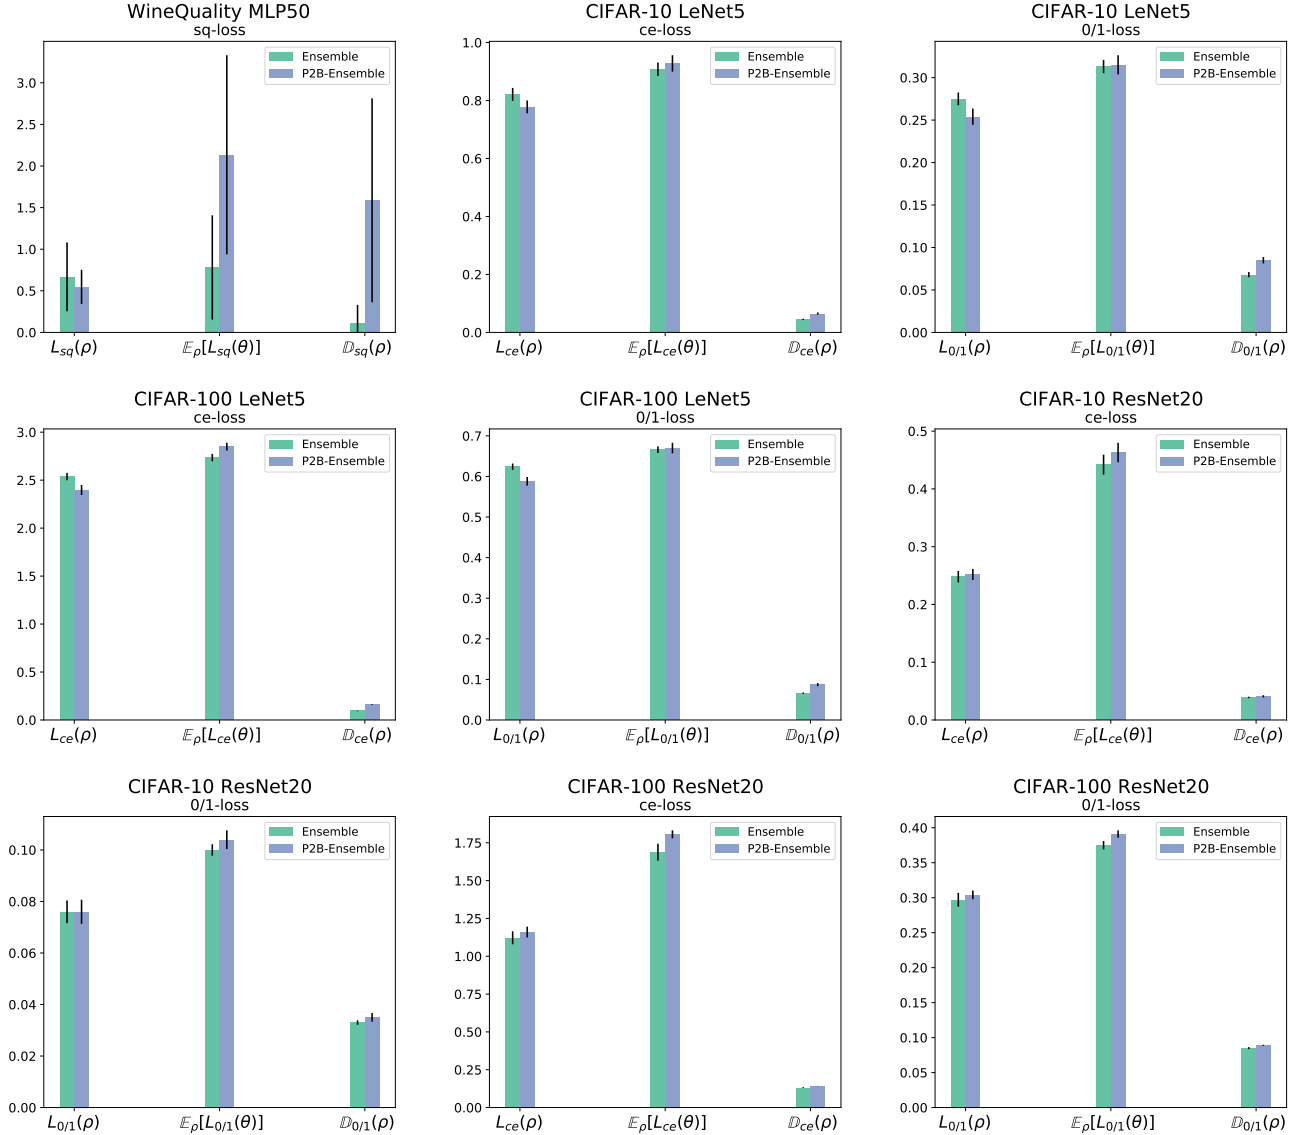 WineQuality MLP50
sq-loss
Ensemble
P2B-Ensemble
3.0
2.5
2.0
1.5
1.0
0.5
0.0
L_sq(ρ)
𝔼_ρ[L_sq(θ)]
𝔻_sq(ρ)
CIFAR-10 LeNet5
ce-loss
Ensemble
P2B-Ensemble
1.0
0.8
0.6
0.4
0.2
0.0
L_ce(ρ)
𝔼_ρ[L_ce(θ)]
𝔻_ce(ρ)
CIFAR-10 LeNet5
0/1-loss
Ensemble
P2B-Ensemble
0.30
0.25
0.20
0.15
0.10
0.05
0.00
L_0/1(ρ)
𝔼_ρ[L_0/1(θ)]
𝔻_0/1(ρ)
CIFAR-100 LeNet5
ce-loss
Ensemble
P2B-Ensemble
3.0
2.5
2.0
1.5
1.0
0.5
0.0
L_ce(ρ)
𝔼_ρ[L_ce(θ)]
𝔻_ce(ρ)
CIFAR-100 LeNet5
0/1-loss
Ensemble
P2B-Ensemble
0.7
0.6
0.5
0.4
0.3
0.2
0.1
0.0
L_0/1(ρ)
𝔼_ρ[L_0/1(θ)]
𝔻_0/1(ρ)
CIFAR-10 ResNet20
ce-loss
Ensemble
P2B-Ensemble
0.5
0.4
0.3
0.2
0.1
0.0
L_ce(ρ)
𝔼_ρ[L_ce(θ)]
𝔻_ce(ρ)
CIFAR-10 ResNet20
0/1-loss
Ensemble
P2B-Ensemble
0.10
0.08
0.06
0.04
0.02
0.00
L_0/1(ρ)
𝔼_ρ[L_0/1(θ)]
𝔻_0/1(ρ)
CIFAR-100 ResNet20
ce-loss
Ensemble
P2B-Ensemble
1.75
1.50
1.25
1.00
0.75
0.50
0.25
0.00
L_ce(ρ)
𝔼_ρ[L_ce(θ)]
𝔻_ce(ρ)
CIFAR-100 ResNet20
0/1-loss
Ensemble
P2B-Ensemble
0.40
0.35
0.30
0.25
0.20
0.15
0.10
0.05
0.00
L_0/1(ρ)
𝔼_ρ[L_0/1(θ)]
𝔻_0/1(ρ)